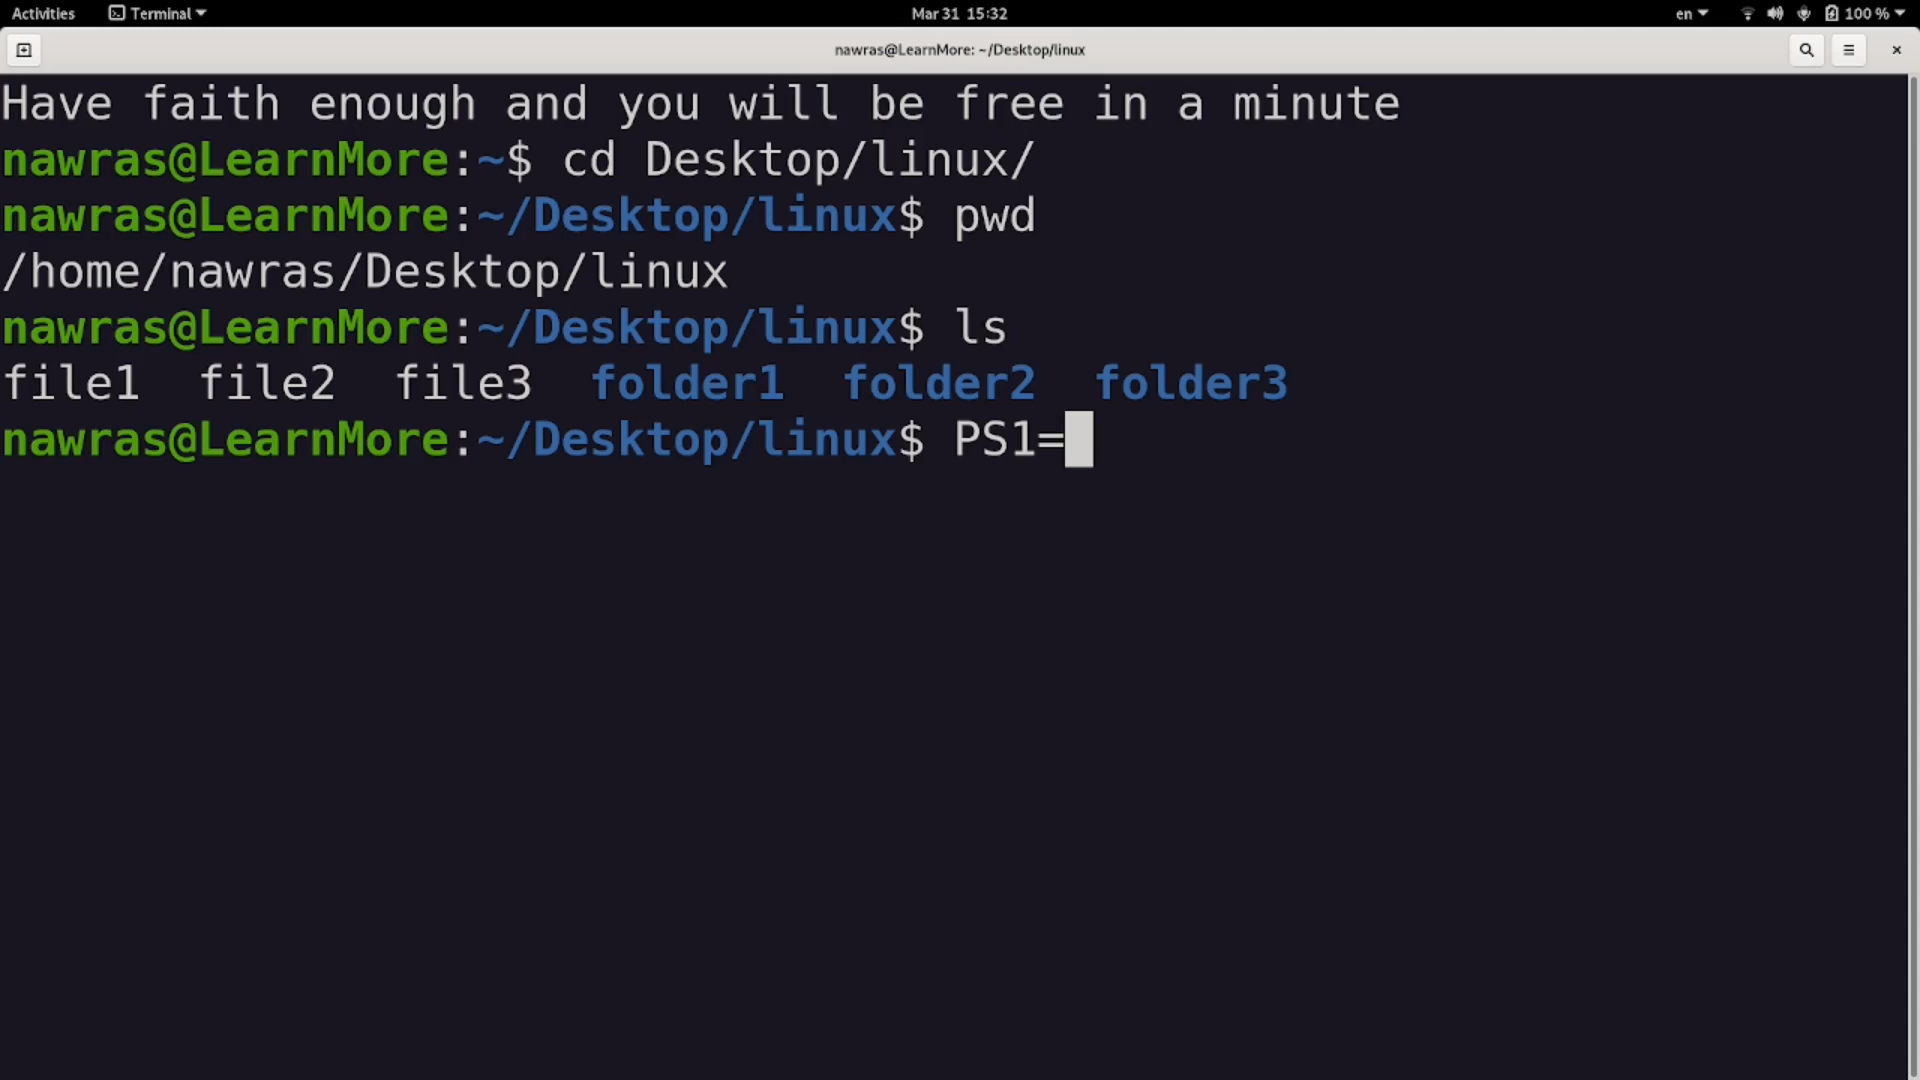 Activities Terminal Mar 31 15:32 en 100 %
nawras@LearnMore: ~/Desktop/linux
Have faith enough and you will be free in a minute
nawras@LearnMore:~$ cd Desktop/linux/
nawras@LearnMore:~/Desktop/linux$ pwd
/home/nawras/Desktop/linux
nawras@LearnMore:~/Desktop/linux$ ls
file1 file2 file3 folder1 folder2 folder3
nawras@LearnMore:~/Desktop/linux$ PS1=